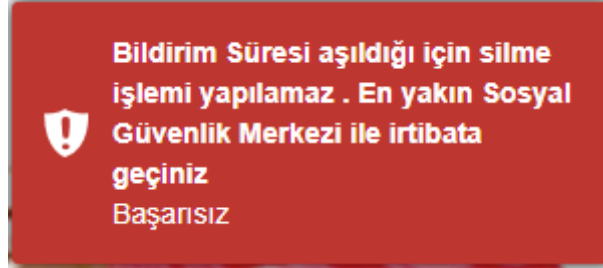 Bildirim Süresi aşıldığı için silme
işlemi yapılamaz . En yakın Sosyal
Güvenlik Merkezi ile irtibata
geçiniz
Başarısız